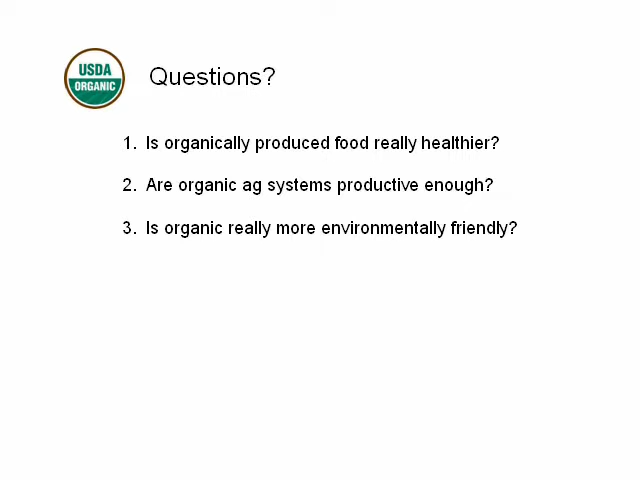 USDA
ORGANIC
Questions?
1. Is organically produced food really healthier?
2. Are organic ag systems productive enough?
3. Is organic really more environmentally friendly?